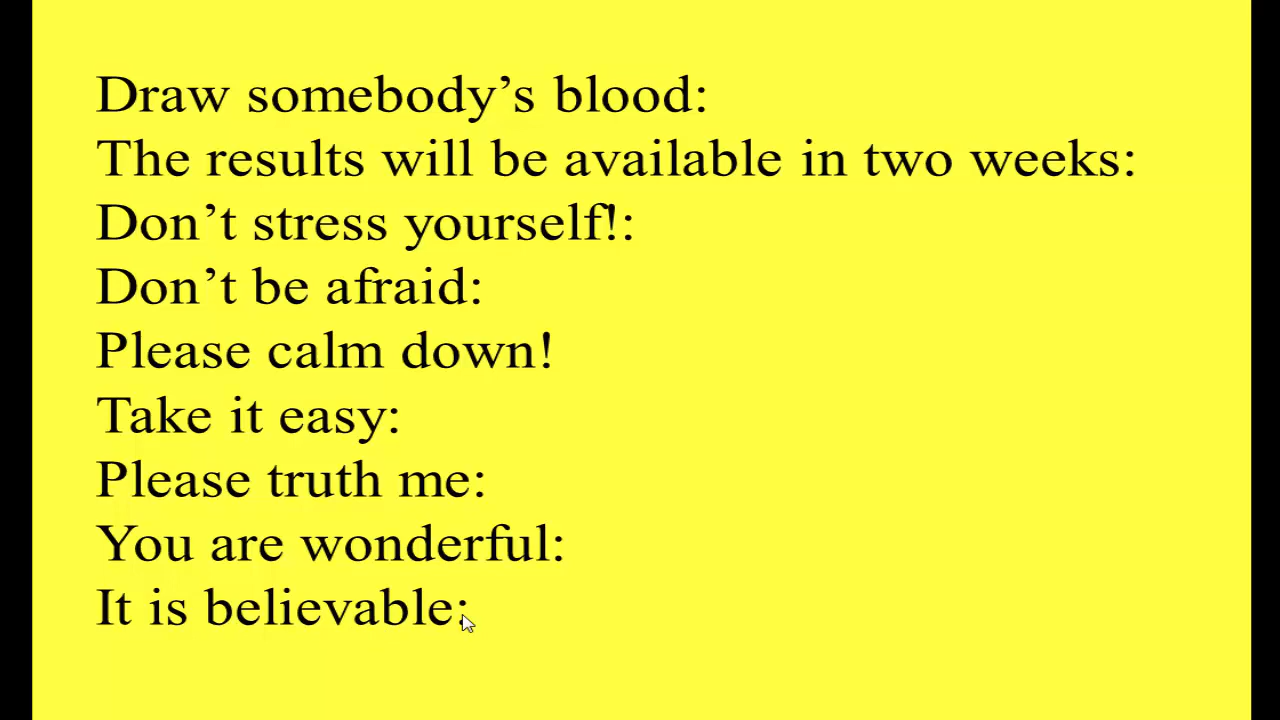 Draw somebody’s blood:
The results will be available in two weeks:
Don’t stress yourself!:
Don’t be afraid:
Please calm down!
Take it easy:
Please truth me:
You are wonderful:
It is believable: